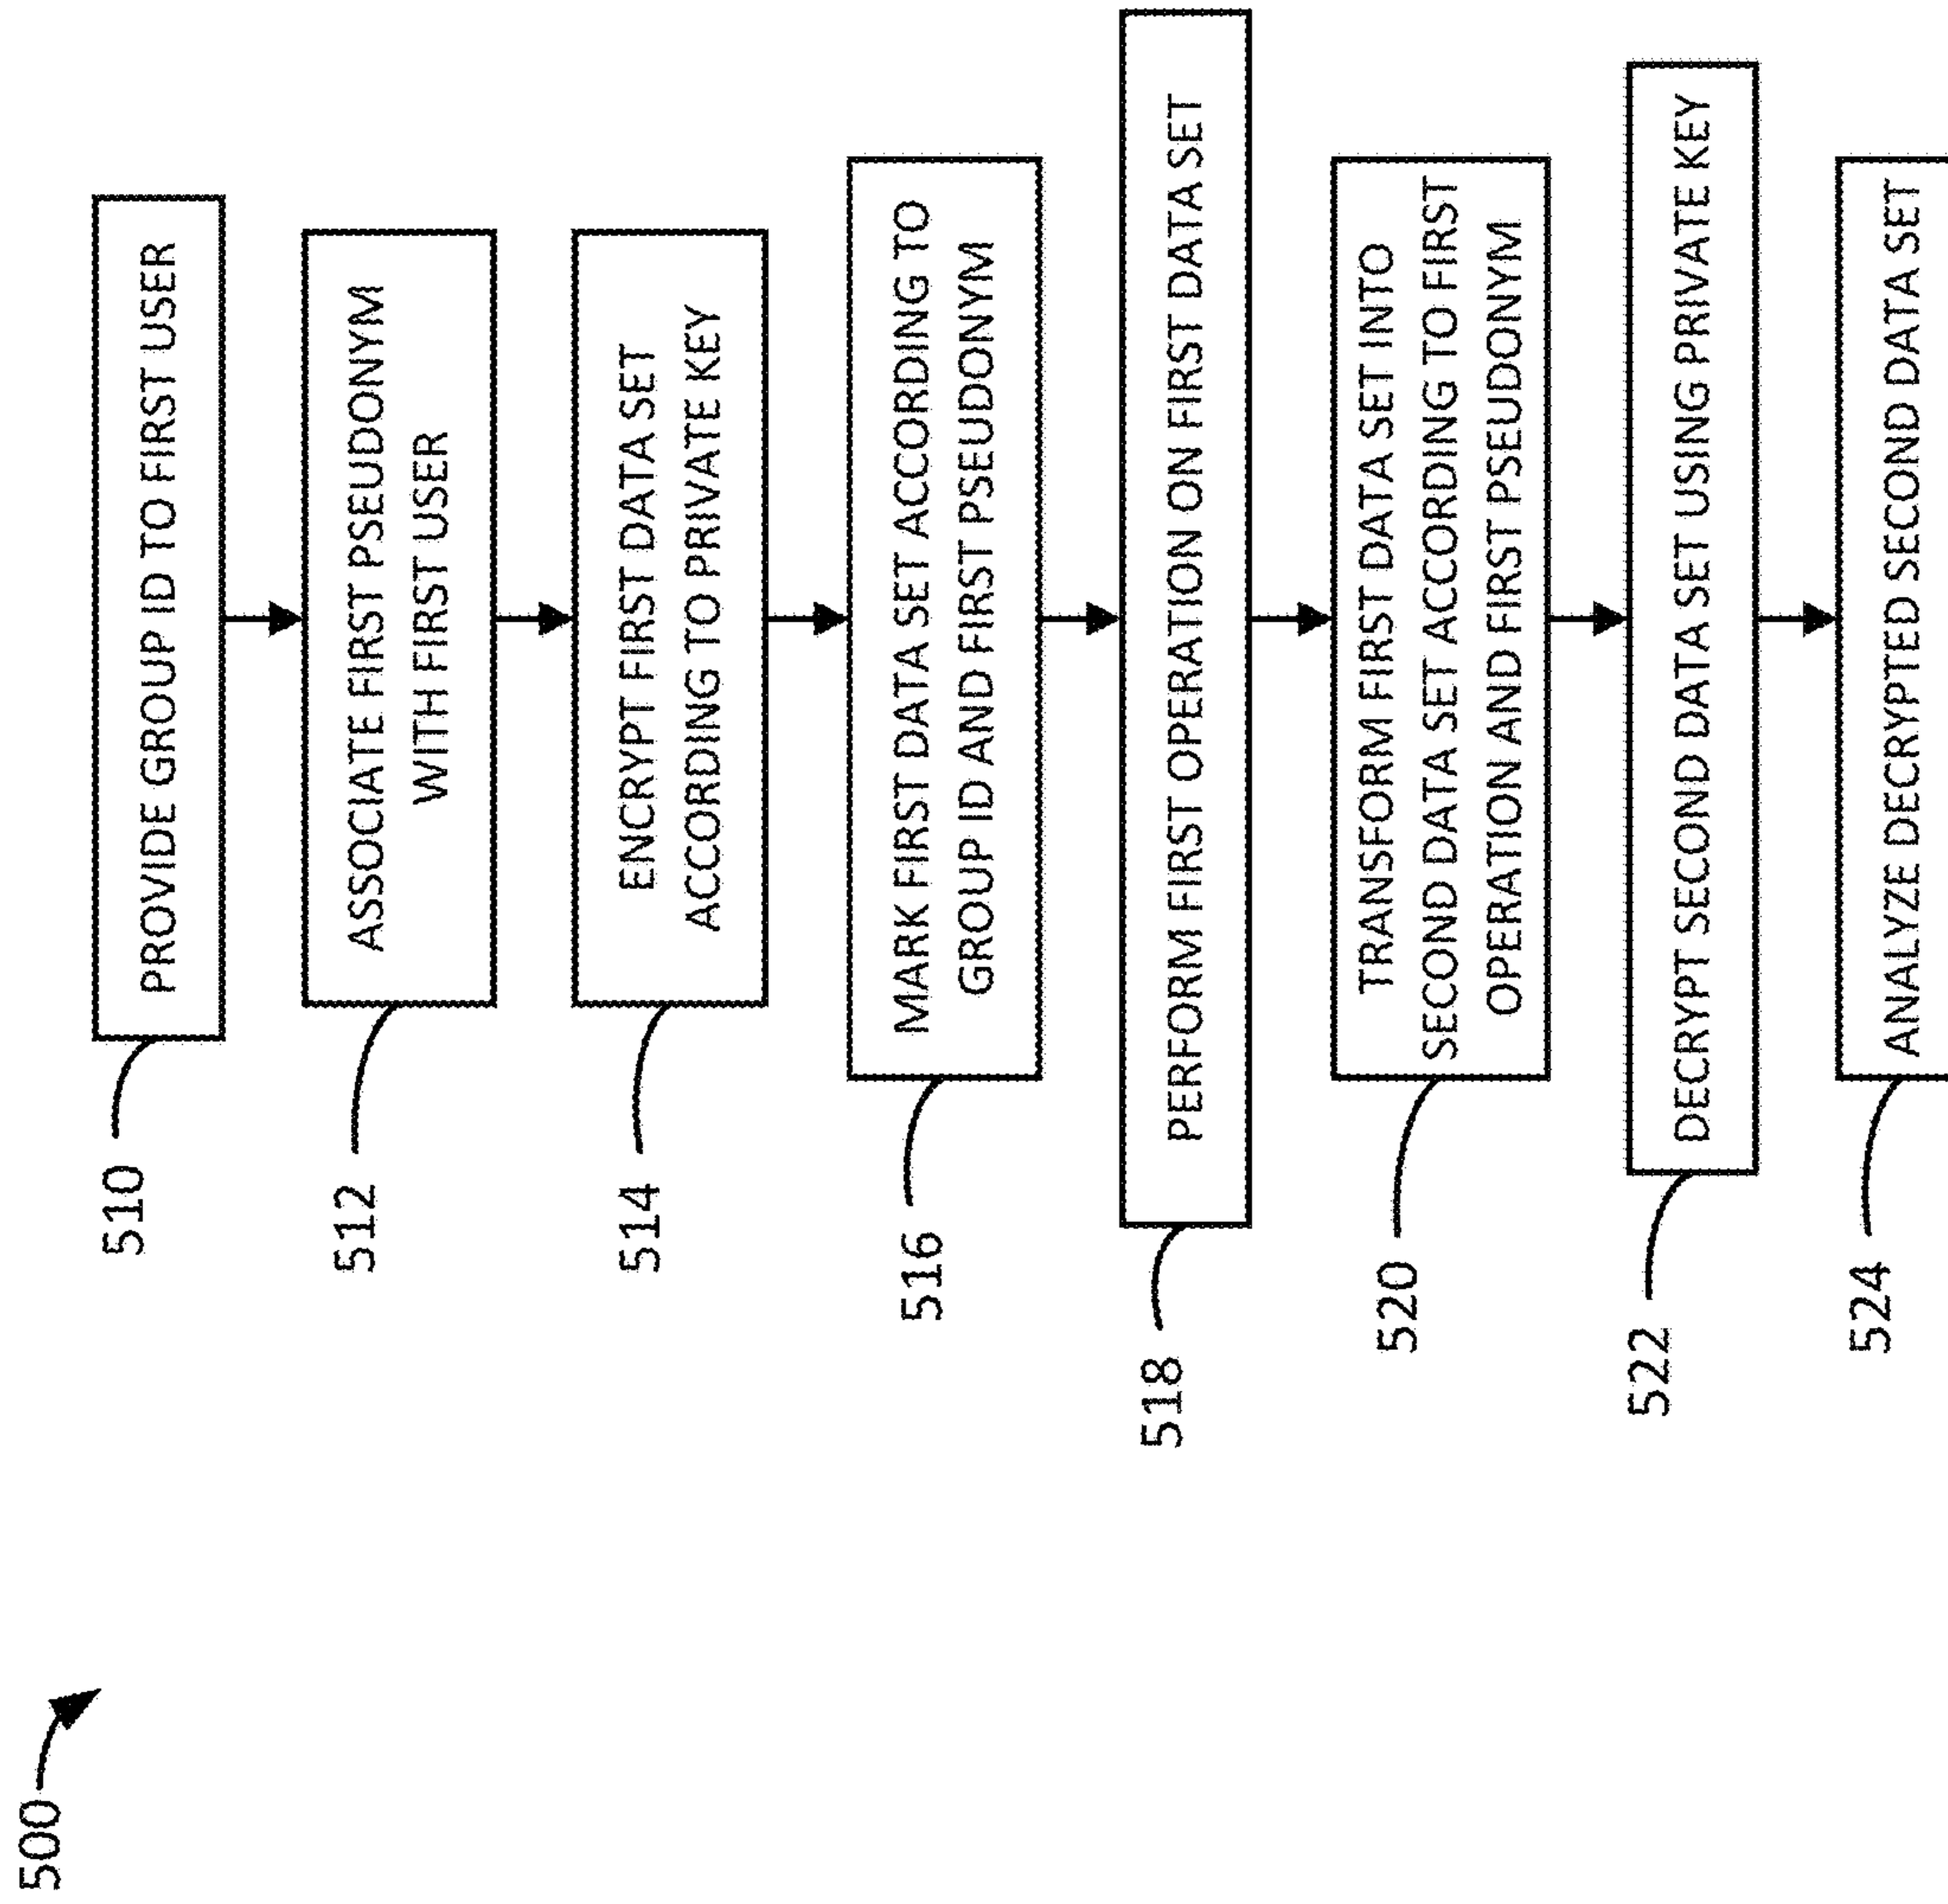 500
510
PROVIDE GROUP ID TO FIRST USER
512
ASSOCIATE FIRST PSEUDONYM
WITH FIRST USER
514
ENCRYPT FIRST DATA SET
ACCORDING TO PRIVATE KEY
516
MARK FIRST DATA SET ACCORDING TO
GROUP ID AND FIRST PSEUDONYM
518
PERFORM FIRST OPERATION ON FIRST DATA SET
520
TRANSFORM FIRST DATA SET INTO
SECOND DATA SET ACCORDING TO FIRST
OPERATION AND FIRST PSEUDONYM
522
DECRYPT SECOND DATA SET USING PRIVATE KEY
524
ANALYZE DECRYPTED SECOND DATA SET